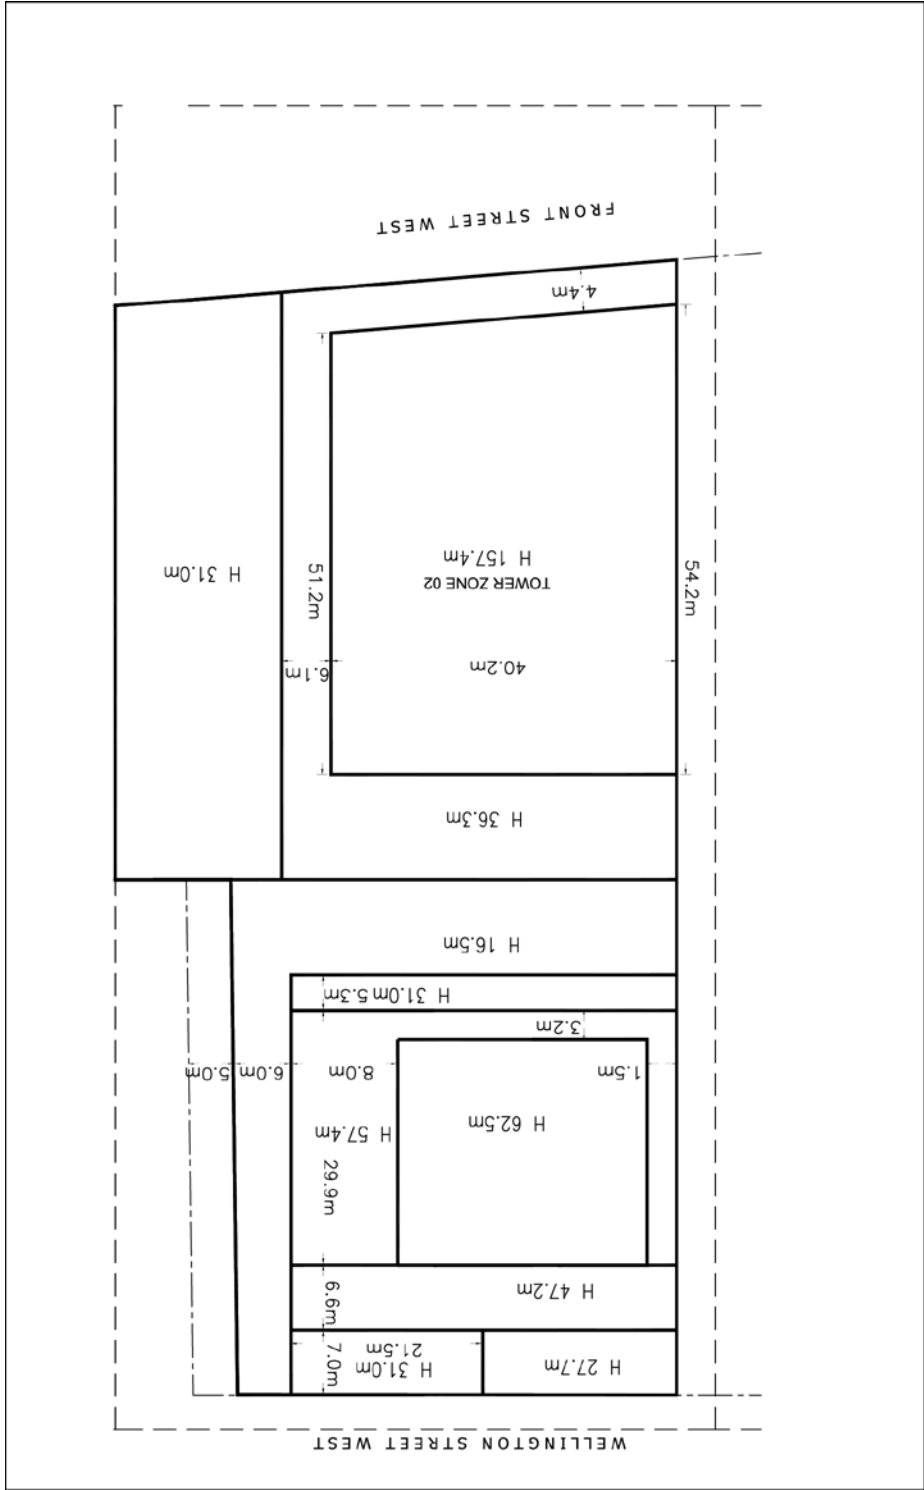 WELLINGTON STREET WEST
H 27.7m
H 31.0m
21.5m
7.0m
H 47.2m
6.6m
29.9m
H 57.4m
H 62.5m
1.5m
8.0m
6.0m
5.0m
3.2m
H 31.0m 5.3m
H 16.5m
H 36.3m
40.2m
6.1m
TOWER ZONE 02
H 157.4m
54.2m
51.2m
H 31.0m
4.4m
FRONT STREET WEST